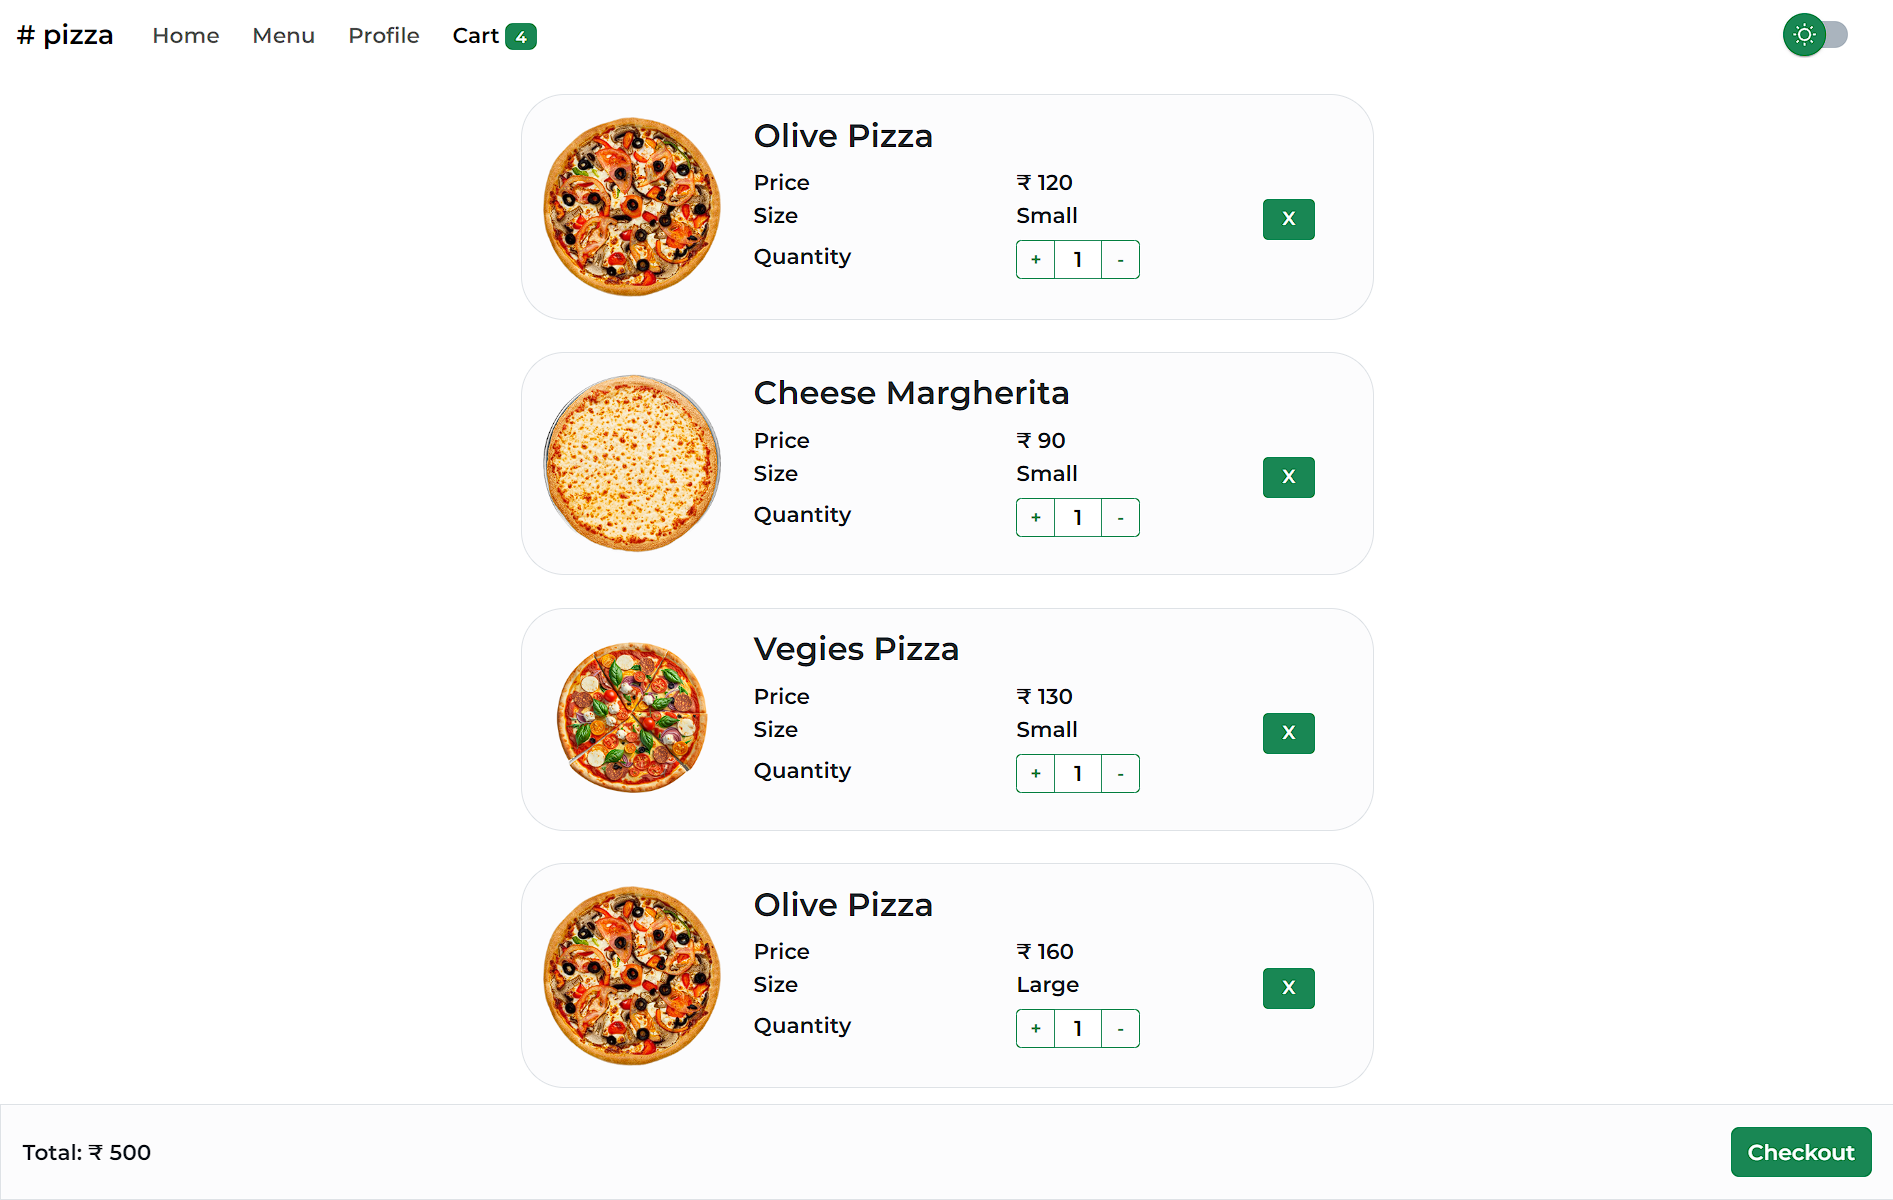 # pizza Home Menu Profile Cart 4
Olive Pizza
Price ₹ 120
Size Small
X
Quantity + 1 -
Cheese Margherita
Price ₹ 90
Size Small
X
Quantity + 1 -
Vegies Pizza
Price ₹ 130
Size Small
X
Quantity + 1 -
Olive Pizza
Price ₹ 160
Size Large
X
Quantity + 1 -
Total: ₹ 500 Checkout